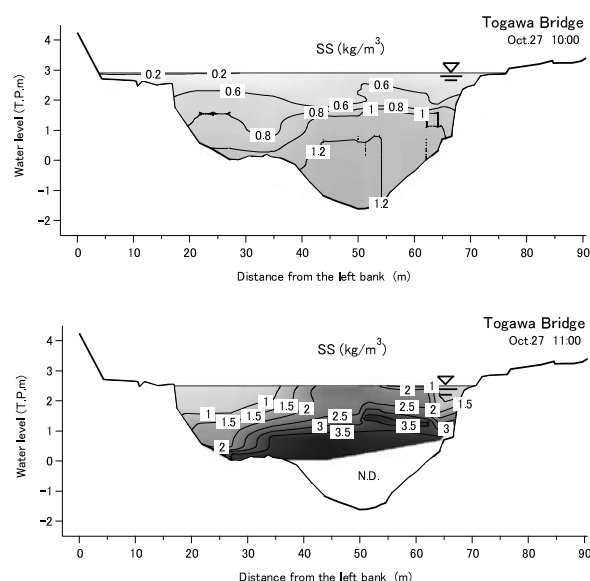 Togawa Bridge
Oct.27 10:00
SS (kg/m³)
4
3
2
1
0
−1
−2
Water level (T.P,m)
0.2 0.2
0.6 0.6
0.6
0.8 1 0.8 1
0.8
1.2
1.2
0 10 20 30 40 50 60 70 80 90
Distance from the left bank (m)
Togawa Bridge
Oct.27 11:00
SS (kg/m³)
4
3
2
1
0
−1
−2
Water level (T.P,m)
2 1
1 1.5 2 2.5 2 1.5
1 1.5 1.5 3 3.5 3
2 3.5
2.5
N.D.
0 10 20 30 40 50 60 70 80 90
Distance from the left bank (m)